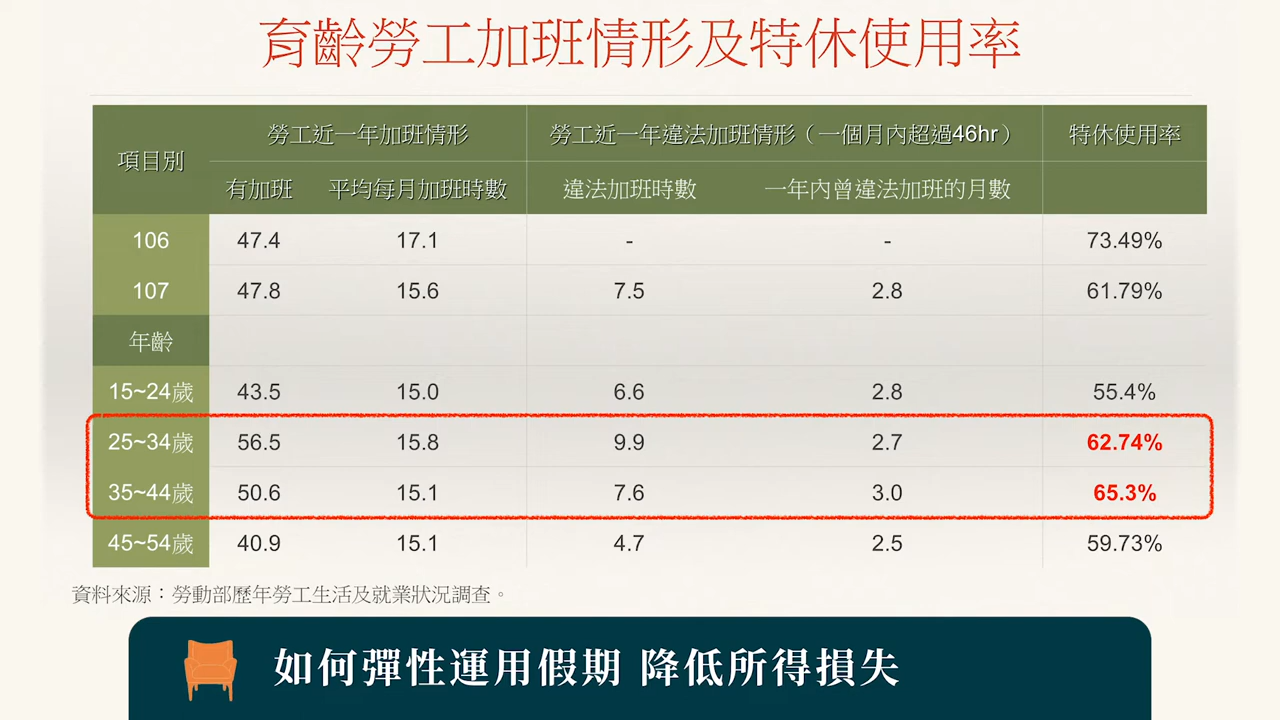 育齡勞工加班情形及特休使用率
項目別 勞工近一年加班情形 勞工近一年違法加班情形（一個月內超過46hr） 特休使用率
有加班 平均每月加班時數 違法加班時數 一年內曾違法加班的月數
106 47.4 17.1 - - 73.49%
107 47.8 15.6 7.5 2.8 61.79%
年齡
15~24歲 43.5 15.0 6.6 2.8 55.4%
25~34歲 56.5 15.8 9.9 2.7 62.74%
35~44歲 50.6 15.1 7.6 3.0 65.3%
45~54歲 40.9 15.1 4.7 2.5 59.73%
資料來源：勞動部歷年勞工生活及就業狀況調查。
如何彈性運用假期 降低所得損失